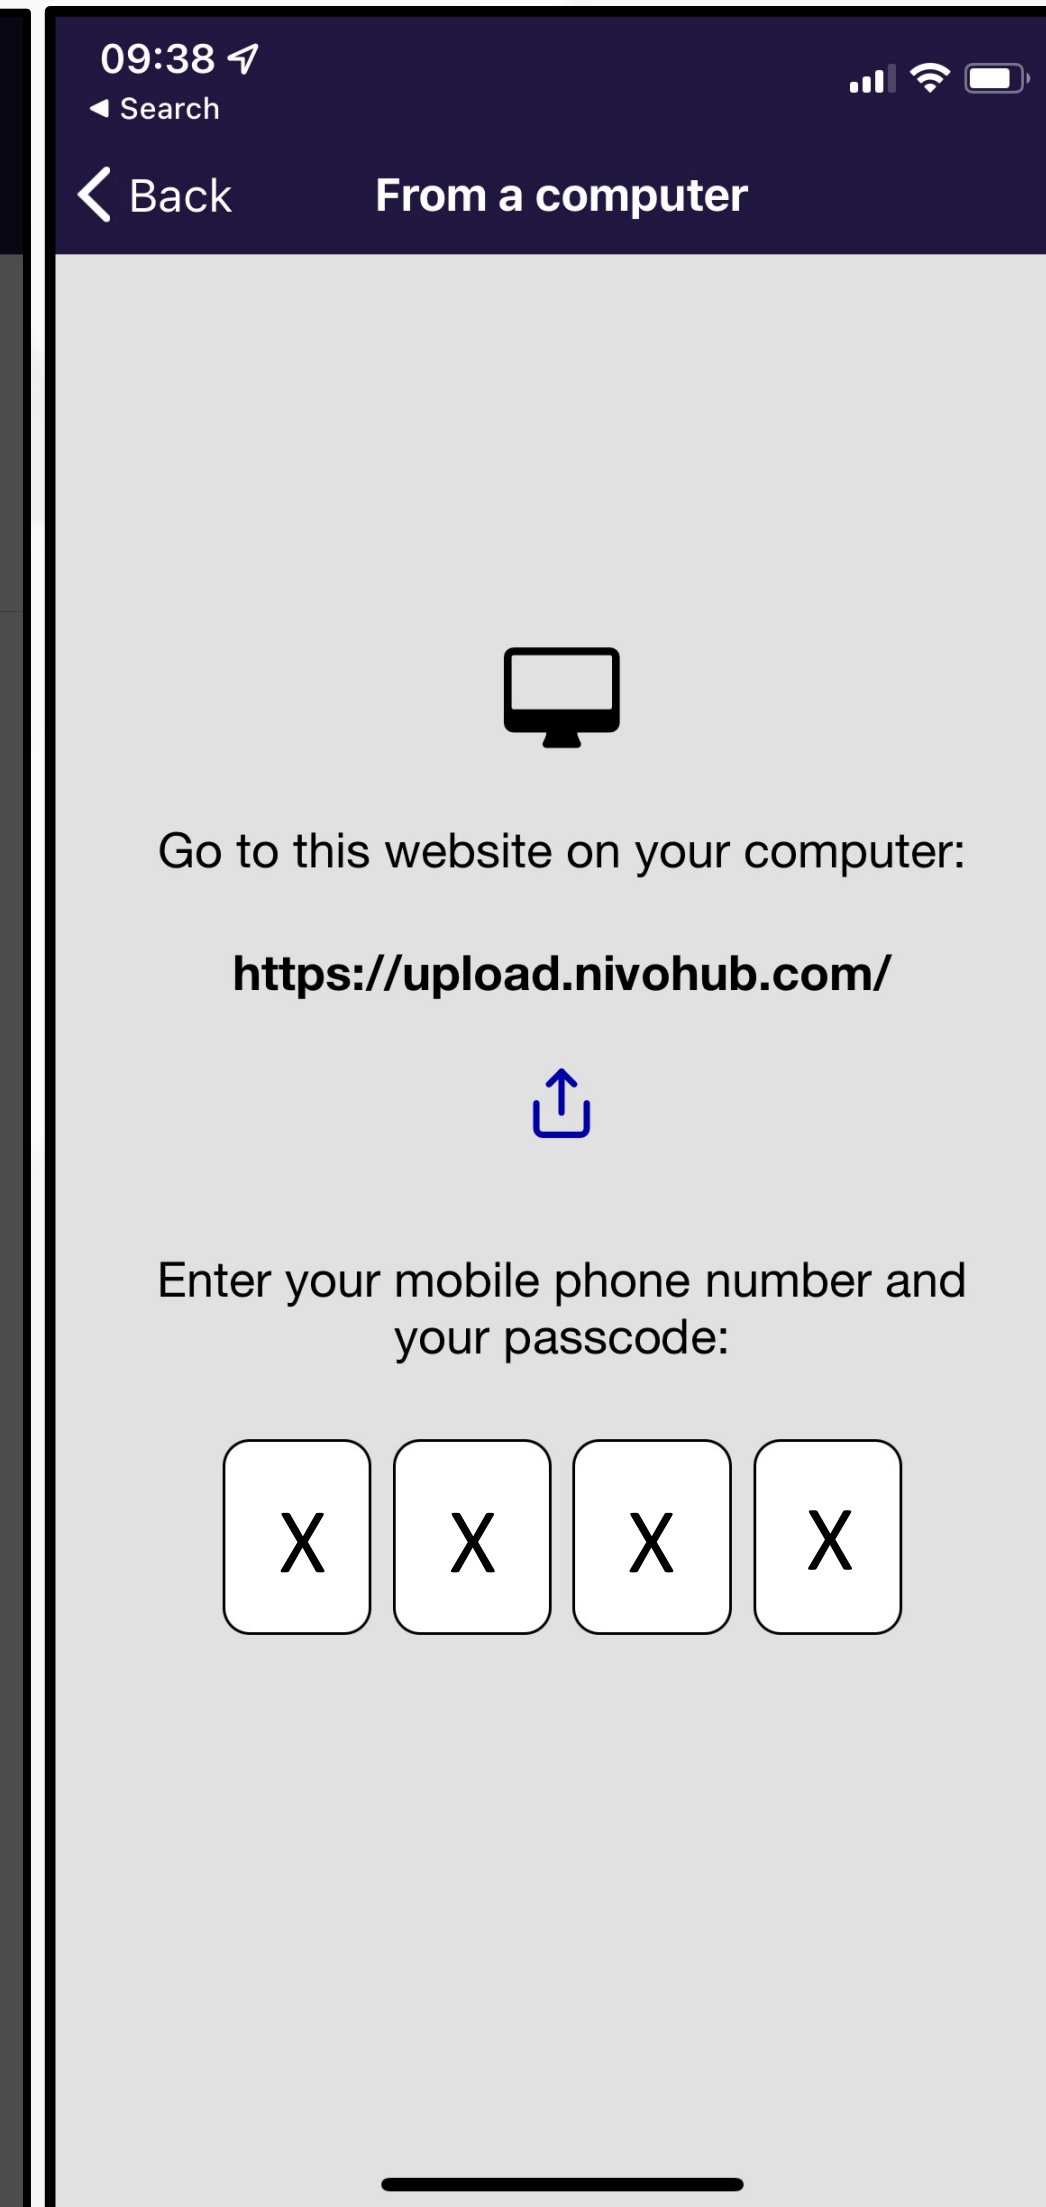 09:38
Search
Back
From a computer
Go to this website on your computer:
https://upload.nivohub.com/
Enter your mobile phone number and
your passcode:
X X X X